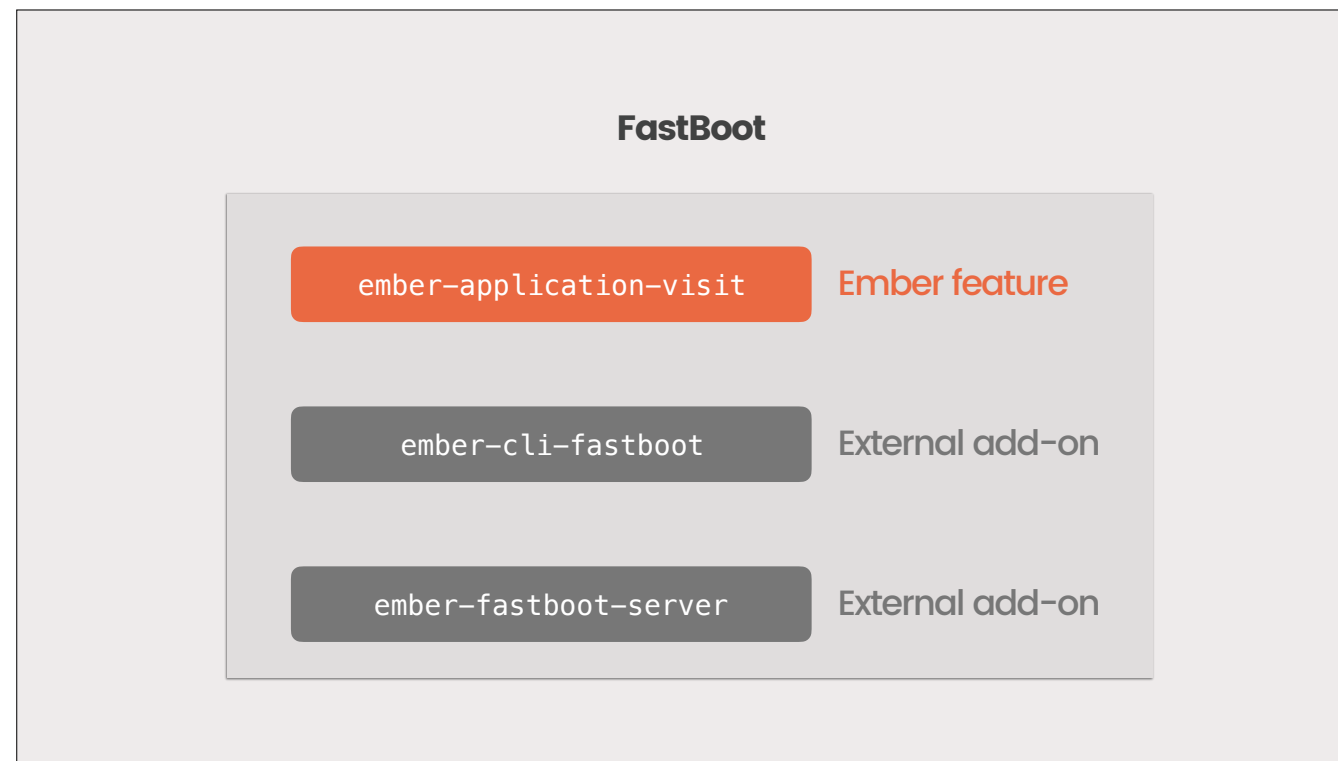 FastBoot
ember-application-visit Ember feature
ember-cli-fastboot External add-on
ember-fastboot-server External add-on